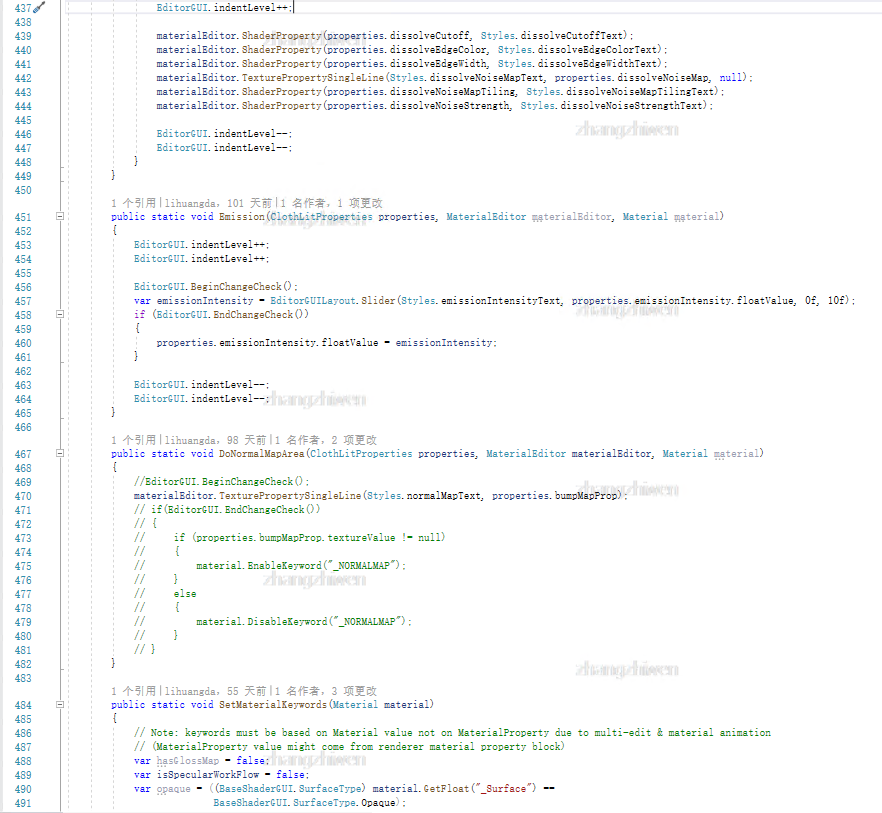 437 EditorGUI.indentLevel++;
438
439 materialEditor.ShaderProperty(properties.dissolveCutoff, Styles.dissolveCutoffText);
440 materialEditor.ShaderProperty(properties.dissolveEdgeColor, Styles.dissolveEdgeColorText);
441 materialEditor.ShaderProperty(properties.dissolveEdgeWidth, Styles.dissolveEdgeWidthText);
442 materialEditor.TexturePropertySingleLine(Styles.dissolveNoiseMapText, properties.dissolveNoiseMap, null);
443 materialEditor.ShaderProperty(properties.dissolveNoiseMapTiling, Styles.dissolveNoiseMapTilingText);
444 materialEditor.ShaderProperty(properties.dissolveNoiseStrength, Styles.dissolveNoiseStrengthText);
445
446 EditorGUI.indentLevel--;
447 EditorGUI.indentLevel--;
448 }
449 }
450
1 个引用|lihuangda，101 天前|1 名作者，1 项更改
451 public static void Emission(ClothLitProperties properties, MaterialEditor materialEditor, Material material)
452 {
453 EditorGUI.indentLevel++;
454 EditorGUI.indentLevel++;
455
456 EditorGUI.BeginChangeCheck();
457 var emissionIntensity = EditorGUILayout.Slider(Styles.emissionIntensityText, properties.emissionIntensity.floatValue, 0f, 10f);
458 if (EditorGUI.EndChangeCheck())
459 {
460 properties.emissionIntensity.floatValue = emissionIntensity;
461 }
462
463 EditorGUI.indentLevel--;
464 EditorGUI.indentLevel--;
465 }
466
1 个引用|lihuangda，98 天前|1 名作者，2 项更改
467 public static void DoNormalMapArea(ClothLitProperties properties, MaterialEditor materialEditor, Material material)
468 {
469 //EditorGUI.BeginChangeCheck();
470 materialEditor.TexturePropertySingleLine(Styles.normalMapText, properties.bumpMapProp);
471 // if(EditorGUI.EndChangeCheck())
472 // {
473 // if (properties.bumpMapProp.textureValue != null)
474 // {
475 // material.EnableKeyword("_NORMALMAP");
476 // }
477 // else
478 // {
479 // material.DisableKeyword("_NORMALMAP");
480 // }
481 // }
482 }
483
1 个引用|lihuangda，55 天前|1 名作者，3 项更改
484 public static void SetMaterialKeywords(Material material)
485 {
486 // Note: keywords must be based on Material value not on MaterialProperty due to multi-edit & material animation
487 // (MaterialProperty value might come from renderer material property block)
488 var hasGlossMap = false;
489 var isSpecularWorkFlow = false;
490 var opaque = ((BaseShaderGUI.SurfaceType) material.GetFloat("_Surface") ==
491 BaseShaderGUI.SurfaceType.Opaque);
zhangzhiwen
zhangzhiwen
zhangzhiwen
zhangzhiwen
zhangzhiwen
zhangzhiwen
zhangzhiwen
zhangzhiwen
zhangzhiwen